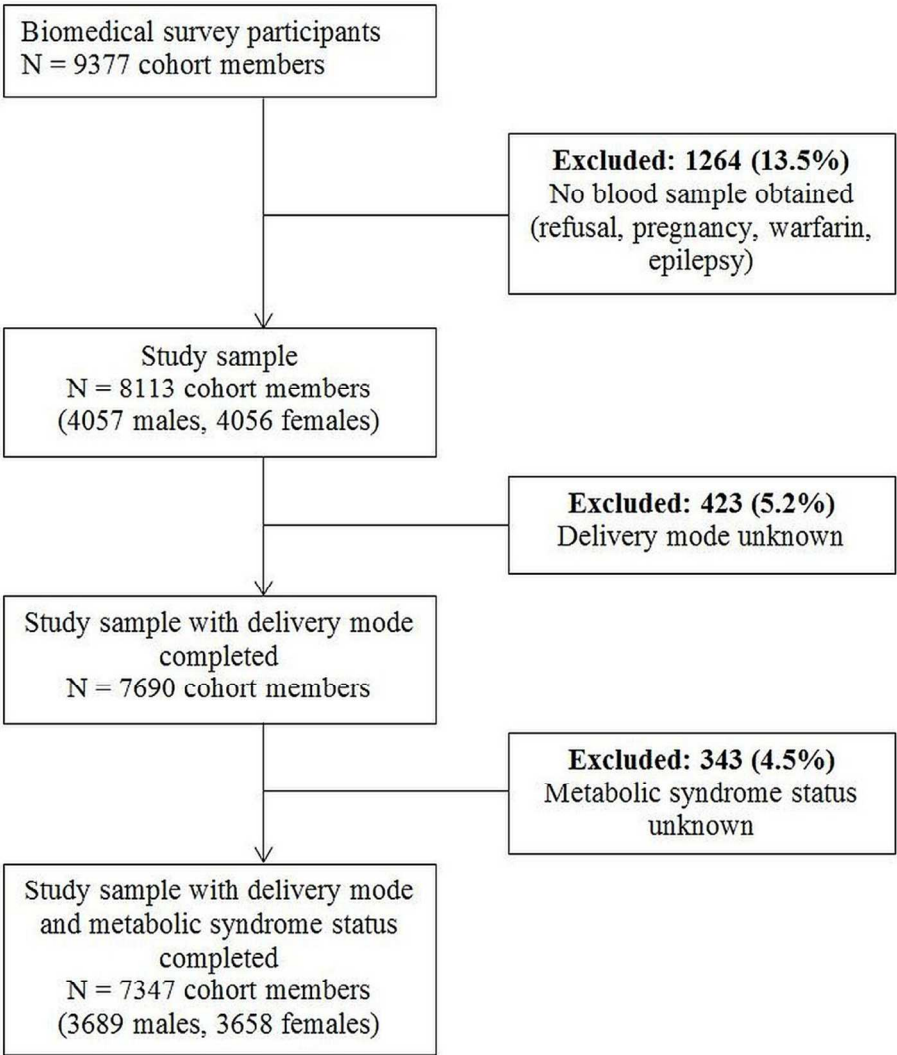 Biomedical survey participants
N = 9377 cohort members
Excluded: 1264 (13.5%)
No blood sample obtained
(refusal, pregnancy, warfarin,
epilepsy)
Study sample
N = 8113 cohort members
(4057 males, 4056 females)
Excluded: 423 (5.2%)
Delivery mode unknown
Study sample with delivery mode
completed
N = 7690 cohort members
Excluded: 343 (4.5%)
Metabolic syndrome status
unknown
Study sample with delivery mode
and metabolic syndrome status
completed
N = 7347 cohort members
(3689 males, 3658 females)